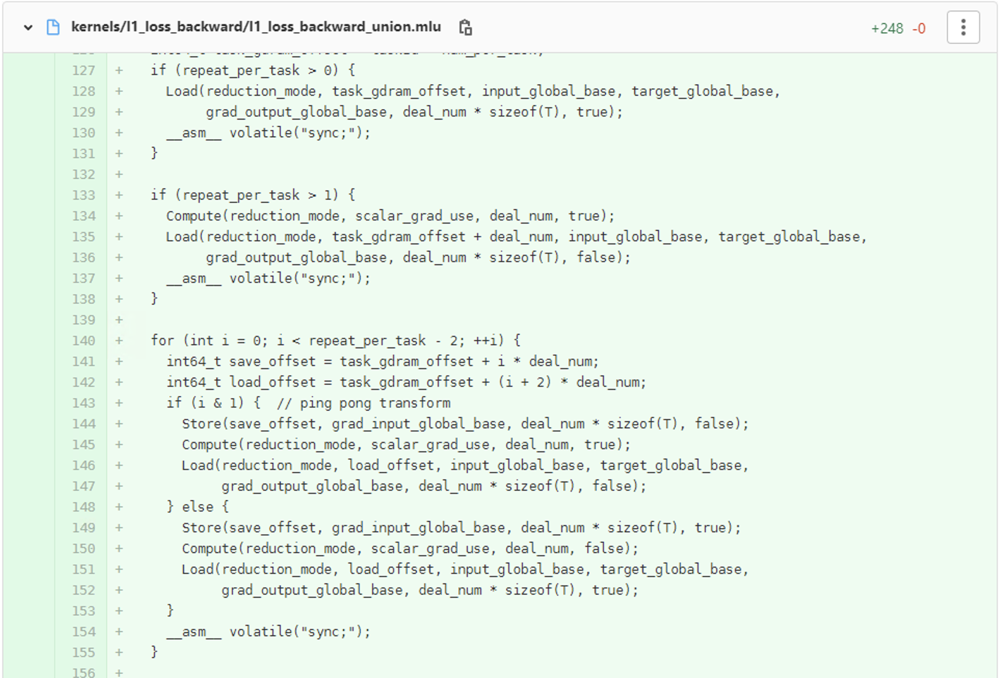 kernels/l1_loss_backward/l1_loss_backward_union.mlu +248 -0
127 + if (repeat_per_task > 0) {
128 + Load(reduction_mode, task_gdram_offset, input_global_base, target_global_base,
129 + grad_output_global_base, deal_num * sizeof(T), true);
130 + __asm__ volatile("sync;");
131 + }
132 +
133 + if (repeat_per_task > 1) {
134 + Compute(reduction_mode, scalar_grad_use, deal_num, true);
135 + Load(reduction_mode, task_gdram_offset + deal_num, input_global_base, target_global_base,
136 + grad_output_global_base, deal_num * sizeof(T), false);
137 + __asm__ volatile("sync;");
138 + }
139 +
140 + for (int i = 0; i < repeat_per_task - 2; ++i) {
141 + int64_t save_offset = task_gdram_offset + i * deal_num;
142 + int64_t load_offset = task_gdram_offset + (i + 2) * deal_num;
143 + if (i & 1) { // ping pong transform
144 + Store(save_offset, grad_input_global_base, deal_num * sizeof(T), false);
145 + Compute(reduction_mode, scalar_grad_use, deal_num, true);
146 + Load(reduction_mode, load_offset, input_global_base, target_global_base,
147 + grad_output_global_base, deal_num * sizeof(T), false);
148 + } else {
149 + Store(save_offset, grad_input_global_base, deal_num * sizeof(T), true);
150 + Compute(reduction_mode, scalar_grad_use, deal_num, false);
151 + Load(reduction_mode, load_offset, input_global_base, target_global_base,
152 + grad_output_global_base, deal_num * sizeof(T), true);
153 + }
154 + __asm__ volatile("sync;");
155 + }
156 +